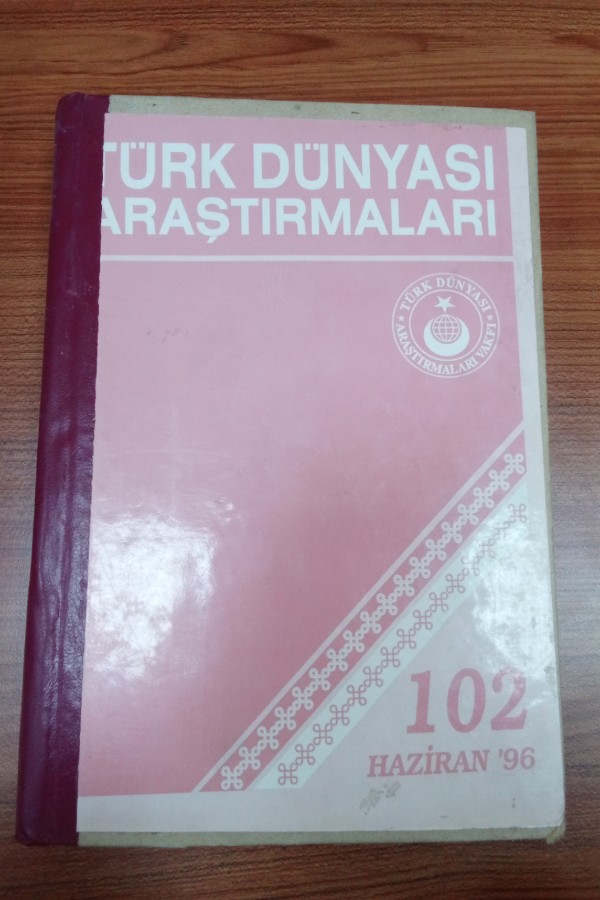 TÜRK DÜNYASI
ARAŞTIRMALARI
TÜRK DÜNYASI
ARAŞTIRMALARI VAKFI
102
HAZİRAN '96